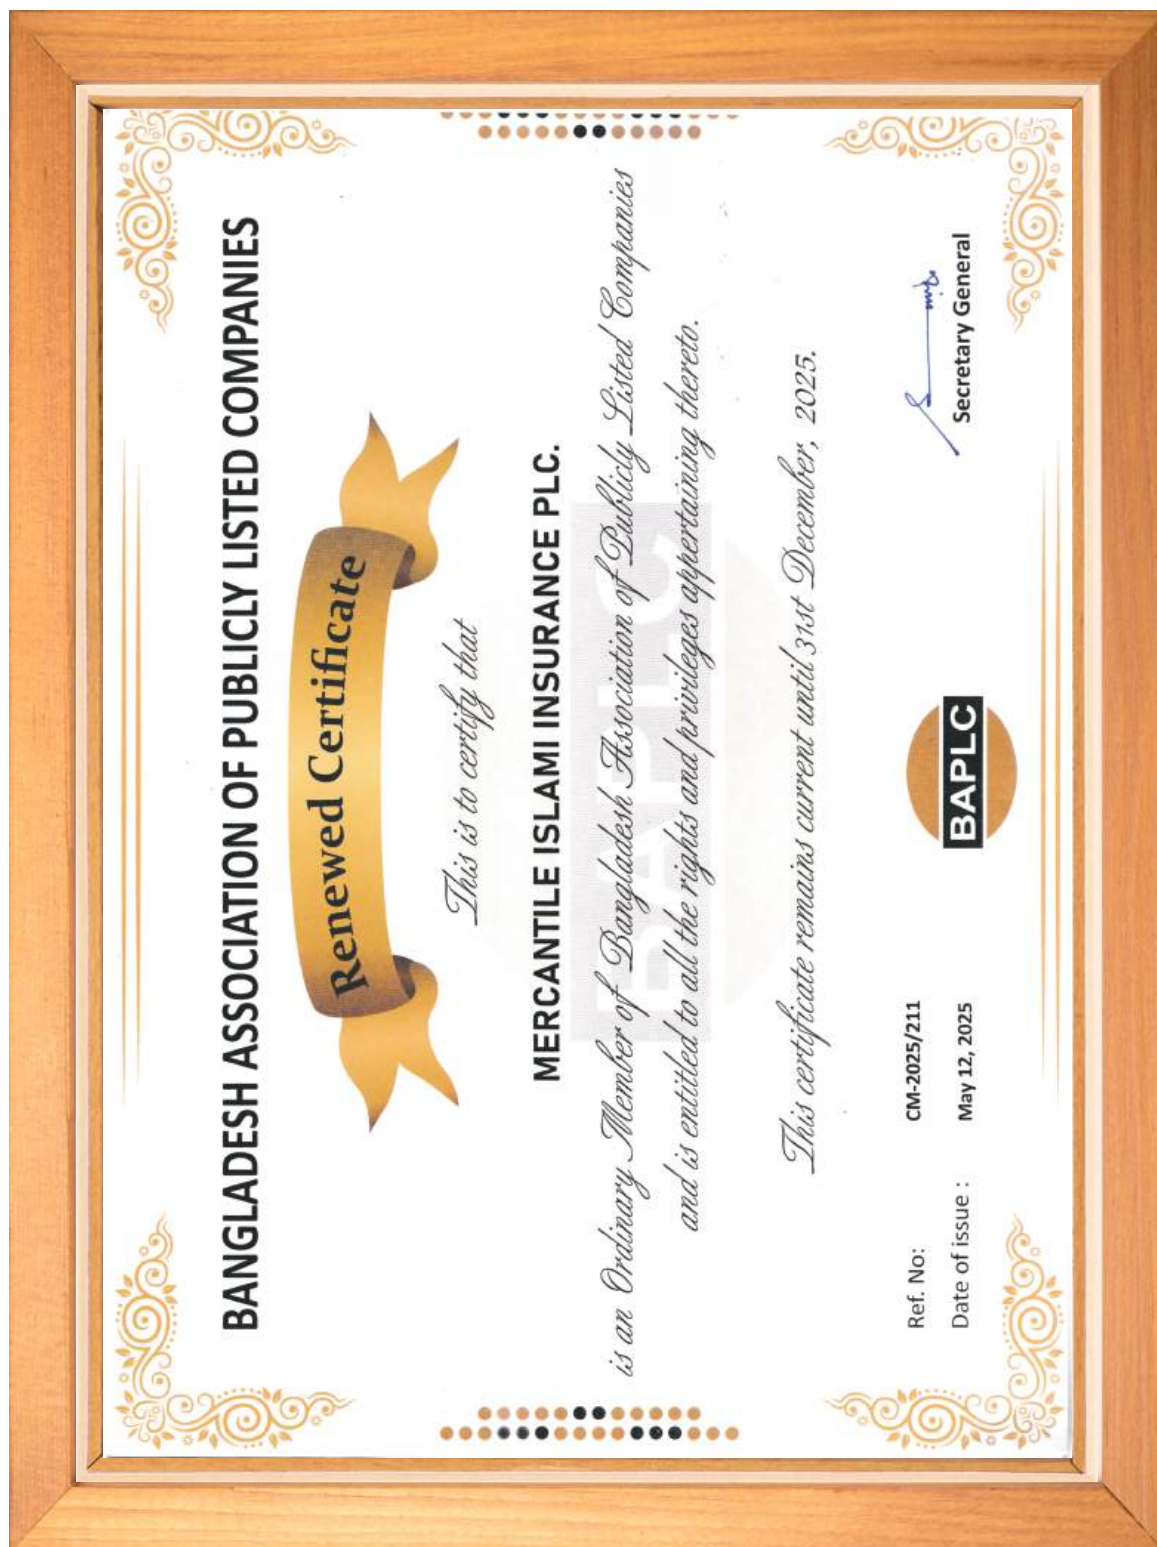 BANGLADESH ASSOCIATION OF PUBLICLY LISTED COMPANIES
Renewed Certificate
This is to certify that
MERCANTILE ISLAMI INSURANCE PLC.
is an Ordinary Member of Bangladesh Association of Publicly Listed Companies
and is entitled to all the rights and privileges appertaining thereto.
This certificate remains current until 31st December, 2025.
Ref. No: CM-2025/211
Date of issue : May 12, 2025
BAPLC
Secretary General
BAPLC